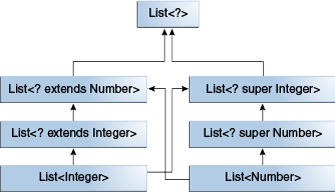 List<?>
List<? extends Number>
List<? super Integer>
List<? extends Integer>
List<? super Number>
List<Integer>
List<Number>